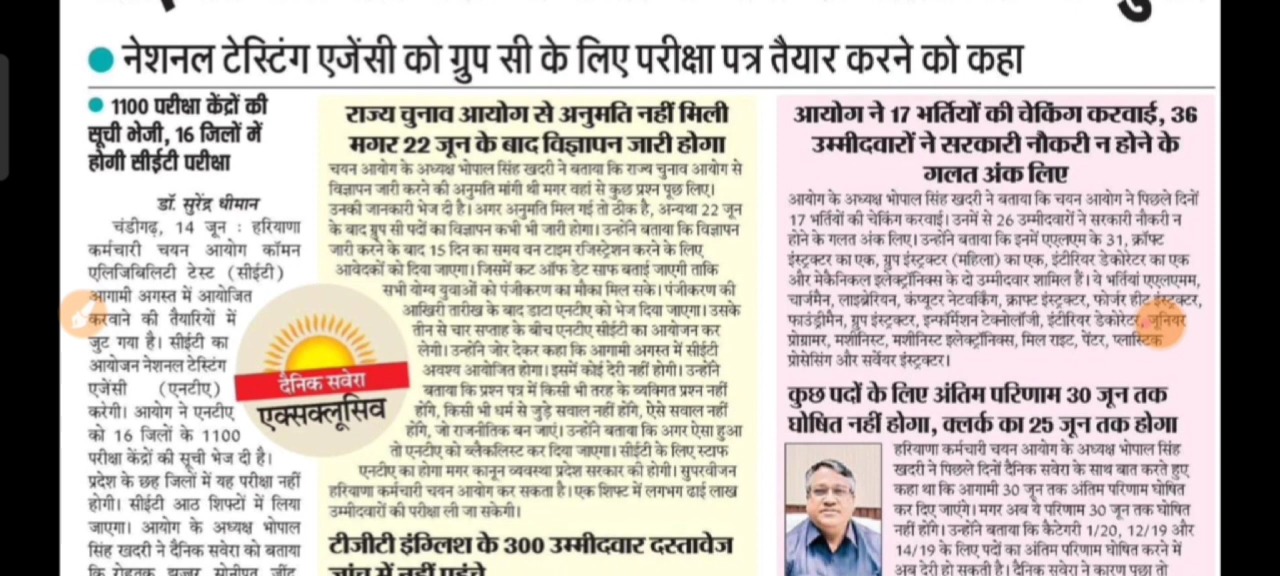 ● नेशनल टेस्टिंग एजेंसी को ग्रुप सी के लिए परीक्षा पत्र तैयार करने को कहा
● 1100 परीक्षा केंद्रों की
सूची भेजी, 16 जिलों में
होगी सीईटी परीक्षा
डॉ. सुरेंद्र धीमान
चंडीगढ़, 14 जून : हरियाणा
कर्मचारी चयन आयोग कॉमन
एलिजिबिलिटी टेस्ट (सीईटी)
आगामी अगस्त में आयोजित
करवाने की तैयारियों में
जुट गया है। सीईटी का
आयोजन नेशनल टेस्टिंग
एजेंसी (एनटीए)
करेगी। आयोग ने एनटीए
को 16 जिलों के 1100
परीक्षा केंद्रों की सूची भेज दी है।
प्रदेश के छह जिलों में यह परीक्षा नहीं
होगी। सीईटी आठ शिफ्टों में लिया
जाएगा। आयोग के अध्यक्ष भोपाल
सिंह खदरी ने दैनिक सवेरा को बताया
कि रोहतक, झज्जर, सोनीपत, जींद,
दैनिक सवेरा
एक्सक्लूसिव
राज्य चुनाव आयोग से अनुमति नहीं मिली
मगर 22 जून के बाद विज्ञापन जारी होगा
चयन आयोग के अध्यक्ष भोपाल सिंह खदरी ने बताया कि राज्य चुनाव आयोग से
विज्ञापन जारी करने की अनुमति मांगी थी मगर वहां से कुछ प्रश्न पूछ लिए।
उनकी जानकारी भेज दी है। अगर अनुमति मिल गई तो ठीक है, अन्यथा 22 जून
के बाद ग्रुप सी पदों का विज्ञापन कभी भी जारी होगा। उन्होंने बताया कि विज्ञापन
जारी करने के बाद 15 दिन का समय वन टाइम रजिस्ट्रेशन करने के लिए
आवेदकों को दिया जाएगा। जिसमें कट ऑफ डेट साफ बताई जाएगी ताकि
सभी योग्य युवाओं को पंजीकरण का मौका मिल सके। पंजीकरण की
आखिरी तारीख के बाद डाटा एनटीए को भेज दिया जाएगा। उसके
तीन से चार सप्ताह के बीच एनटीए सीईटी का आयोजन कर
लेगी। उन्होंने जोर देकर कहा कि आगामी अगस्त में सीईटी
अवश्य आयोजित होगा। इसमें कोई देरी नहीं होगी। उन्होंने
बताया कि प्रश्न पत्र में किसी भी तरह के व्यक्तिगत प्रश्न नहीं
होंगे, किसी भी धर्म से जुड़े सवाल नहीं होंगे, ऐसे सवाल नहीं
होंगे, जो राजनीतिक बन जाएं। उन्होंने बताया कि अगर ऐसा हुआ
तो एनटीए को ब्लैकलिस्ट कर दिया जाएगा। सीईटी के लिए स्टाफ
एनटीए का होगा मगर कानून व्यवस्था प्रदेश सरकार की होगी। सुपरवीजन
हरियाणा कर्मचारी चयन आयोग कर सकता है। एक शिफ्ट में लगभग ढाई लाख
उम्मीदवारों की परीक्षा ली जा सकेगी।
टीजीटी इंग्लिश के 300 उम्मीदवार दस्तावेज
जांच में नहीं पहुंचे
आयोग ने 17 भर्तियों की चेकिंग करवाई, 36
उम्मीदवारों ने सरकारी नौकरी न होने के
गलत अंक लिए
आयोग के अध्यक्ष भोपाल सिंह खदरी ने बताया कि चयन आयोग ने पिछले दिनों
17 भर्तियों की चेकिंग करवाई। उनमें से 26 उम्मीदवारों ने सरकारी नौकरी न
होने के गलत अंक लिए। उन्होंने बताया कि इनमें एएलएम के 31, क्रॉफ्ट
इंस्ट्रक्टर का एक, ग्रुप इंस्ट्रक्टर (महिला) का एक, इंटीरियर डेकोरेटर का एक
और मेकैनिकल इलेक्ट्रॉनिक्स के दो उम्मीदवार शामिल हैं। ये भर्तियां एएलएमम,
चार्जमैन, लाइब्रेरियन, कंप्यूटर नेटवर्किंग, क्राफ्ट इंस्ट्रक्टर, फोर्जर हीट ईस्ट्रक्टर,
फाउंड्रीमैन, ग्रुप इंस्ट्रक्टर, इन्फॉर्मेशन टेक्नोलॉजी, इंटीरियर डेकोरेटर, जूनियर
प्रोग्रामर, मशीनिस्ट, मशीनिस्ट इलेक्ट्रॉनिक्स, मिल राइट, पेंटर, प्लास्टिक
प्रोसेसिंग और सर्वेयर इंस्ट्रक्टर।
कुछ पदों के लिए अंतिम परिणाम 30 जून तक
घोषित नहीं होगा, क्लर्क का 25 जून तक होगा
हरियाणा कर्मचारी चयन आयोग के अध्यक्ष भोपाल सिंह
खदरी ने पिछले दिनों दैनिक सवेरा के साथ बात करते हुए
कहा था कि आगामी 30 जून तक अंतिम परिणाम घोषित
कर दिए जाएंगे। मगर अब ये परिणाम 30 जून तक घोषित
नहीं होंगे। उन्होंने बताया कि कैटेगरी 1/20, 12/19 और
14/19 के लिए पदों का अंतिम परिणाम घोषित करने में
अब देरी हो सकती है। दैनिक सवेरा ने कारण पूछा तो